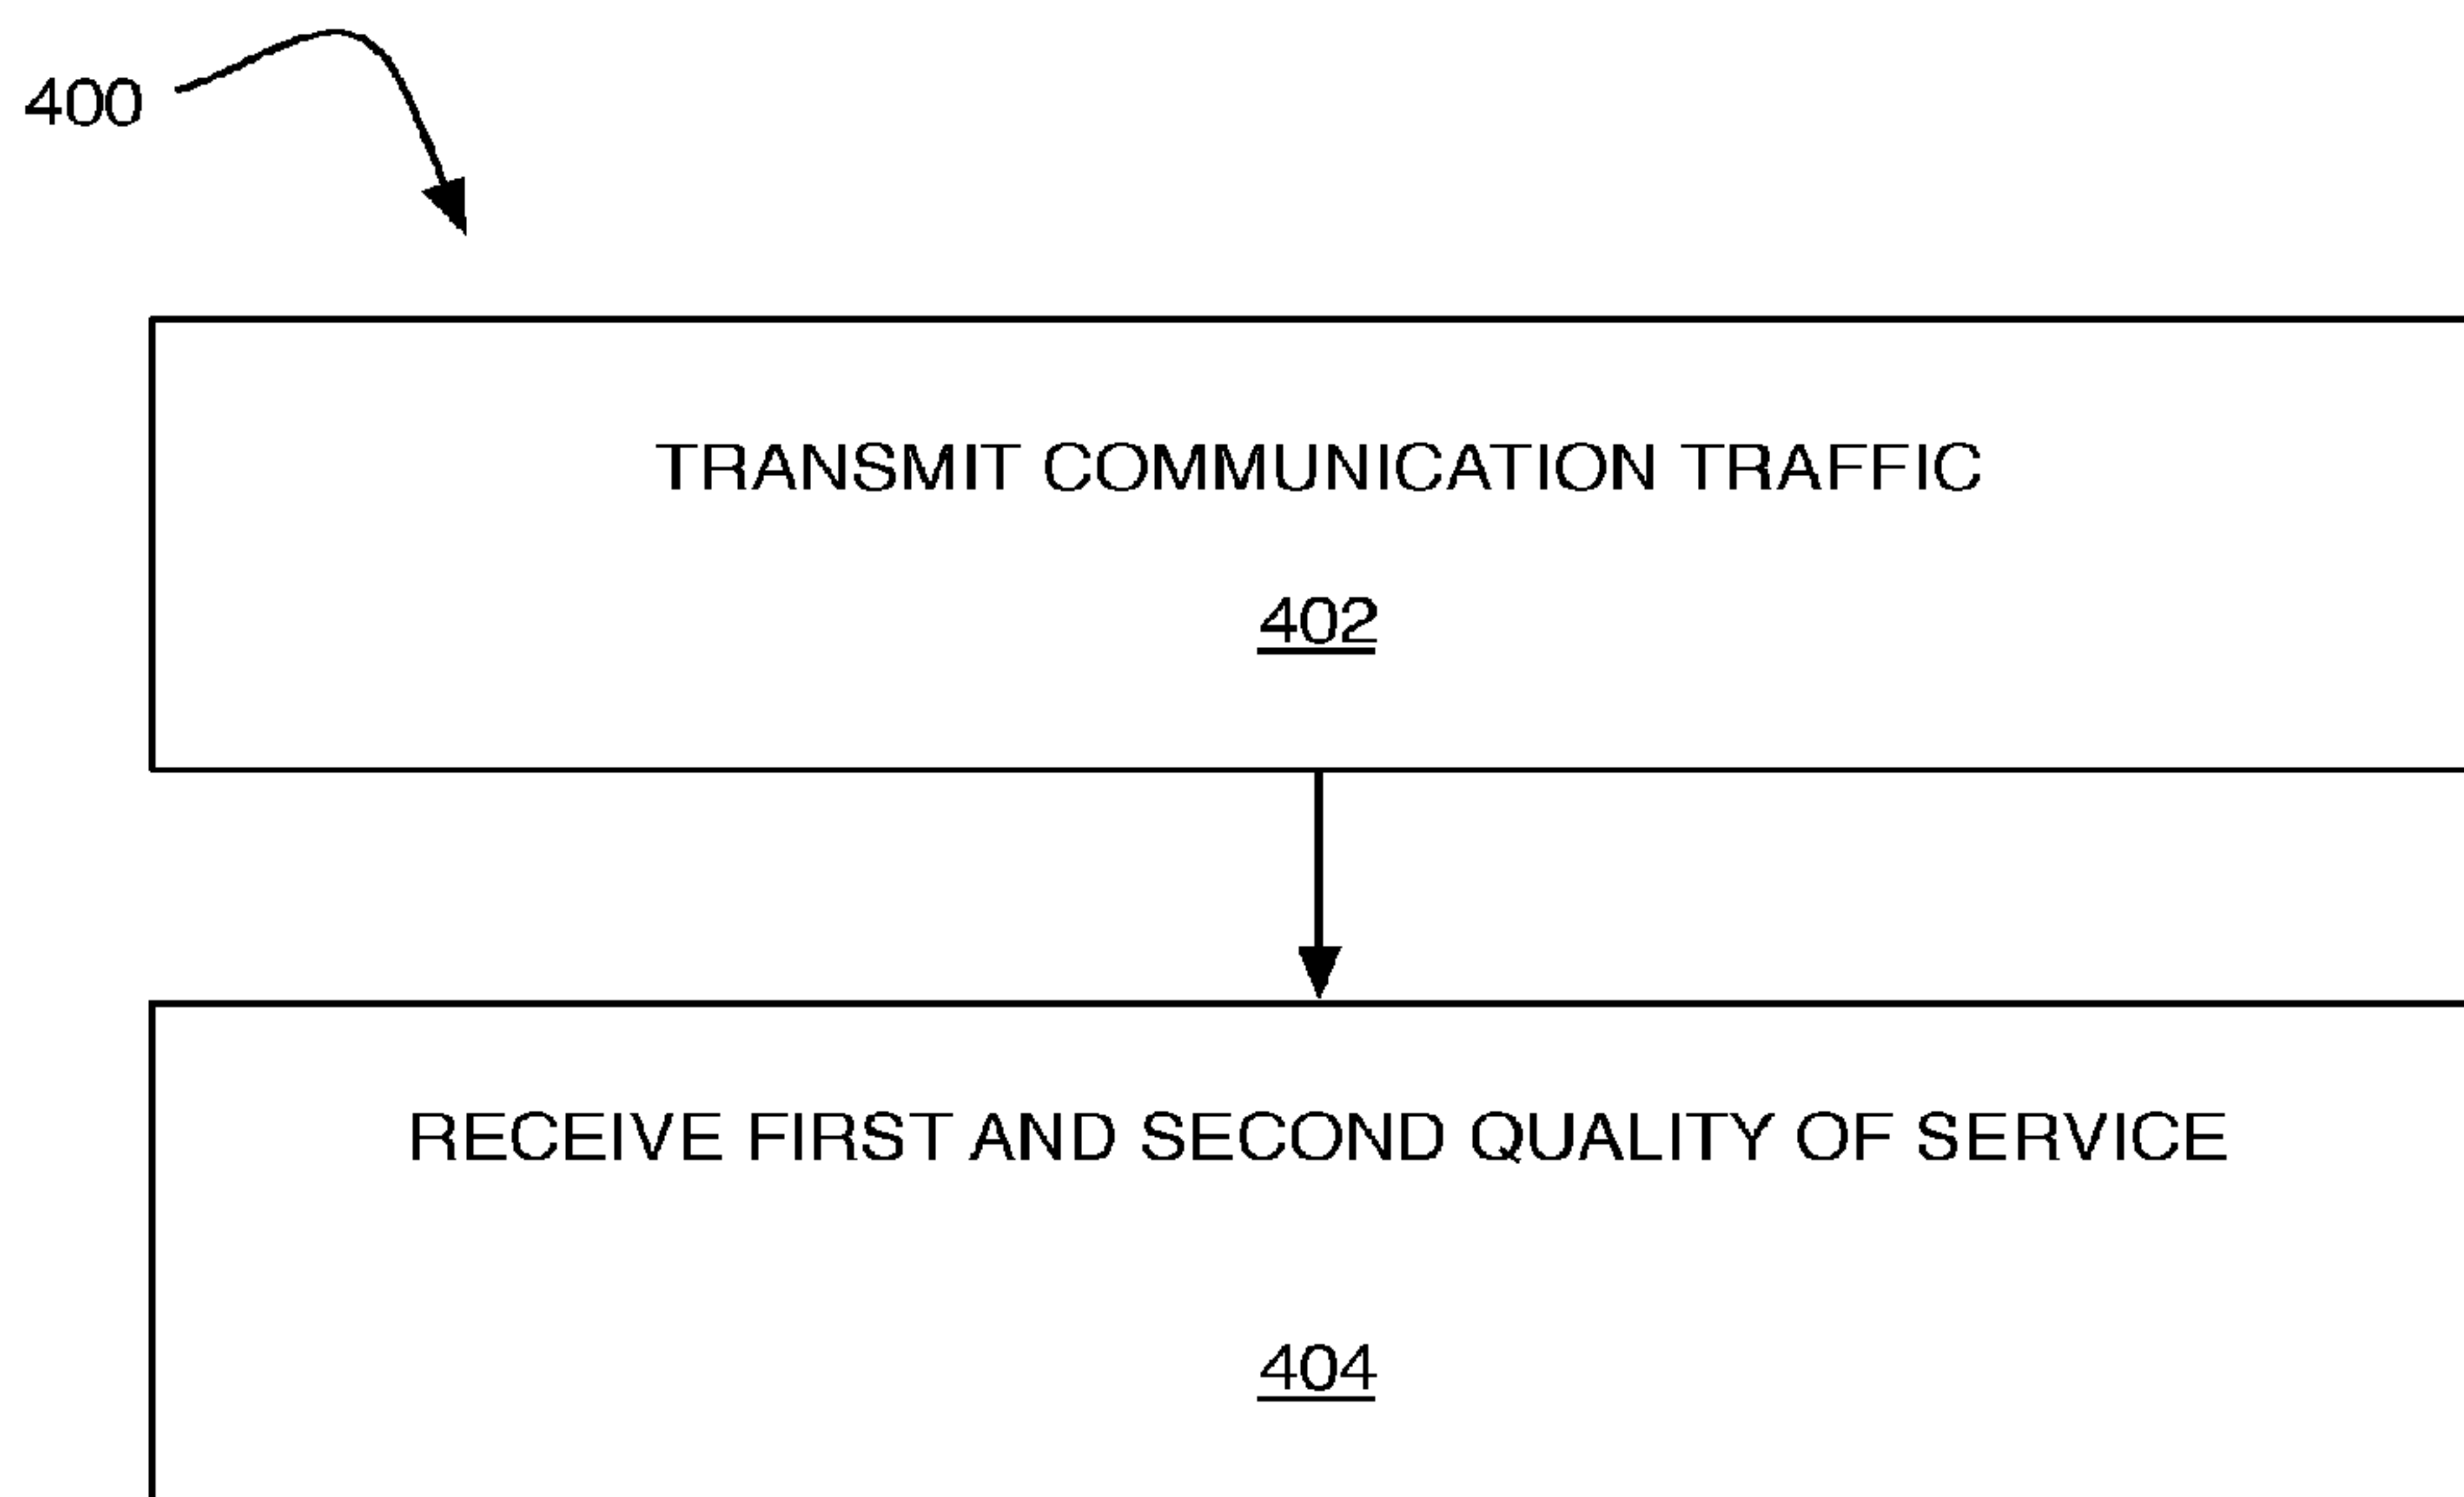 400
TRANSMIT COMMUNICATION TRAFFIC
402
RECEIVE FIRST AND SECOND QUALITY OF SERVICE
404